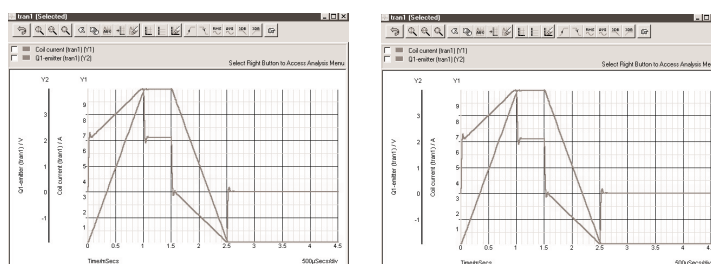 tran1 (Selected)
Coil current (tran1) (Y1)
Q1-emitter (tran1) (Y2)
Select Right Button to Access Analysis Menu
Y2 Y1
Q1-emitter (tran1) / V
3
2
1
0
-1
Coil current (tran1) / A
9
8
7
6
5
4
3
2
1
0 0.5 1 1.5 2 2.5 3 3.5 4 4.5
Time/mSecs 500µSecs/div
tran1 (Selected)
Coil current (tran1) (Y1)
Q1-emitter (tran1) (Y2)
Select Right Button to Access Analysis Me
Y2 Y1
Q1-emitter (tran1) / V
3
2
1
0
-1
Coil current (tran1) / A
9
8
7
6
5
4
3
2
1
0 0.5 1 1.5 2 2.5 3 3.5 4 4.
Time/mSecs 500µSecs/div